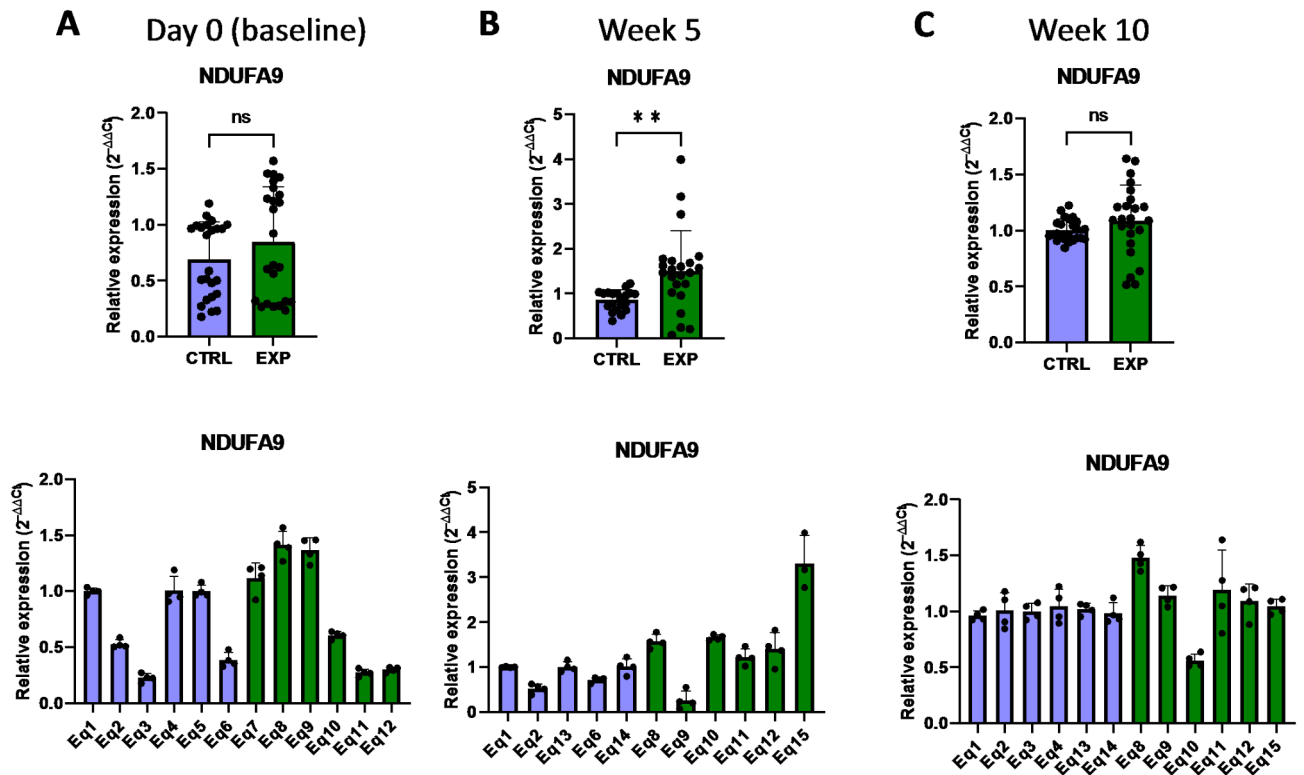 A Day 0 (baseline)
NDUFA9
Relative expression (2^-ΔΔCt)
2.0
1.5
1.0
0.5
0.0
ns
CTRL EXP
B Week 5
NDUFA9
Relative expression (2^-ΔΔCt)
5
4
3
2
1
0
**
CTRL EXP
C Week 10
NDUFA9
Relative expression (2^-ΔΔCt)
2.0
1.5
1.0
0.5
0.0
ns
CTRL EXP
NDUFA9
Relative expression (2^-ΔΔCt)
2.0
1.5
1.0
0.5
0.0
Eq1 Eq2 Eq3 Eq4 Eq5 Eq6 Eq7 Eq8 Eq9 Eq10 Eq11 Eq12
NDUFA9
Relative expression (2^-ΔΔCt)
5
4
3
2
1
0
Eq1 Eq2 Eq13 Eq6 Eq14 Eq8 Eq9 Eq10 Eq11 Eq12 Eq15
NDUFA9
Relative expression (2^-ΔΔCt)
2.0
1.5
1.0
0.5
0.0
Eq1 Eq2 Eq3 Eq4 Eq13 Eq14 Eq8 Eq9 Eq10 Eq11 Eq12 Eq15